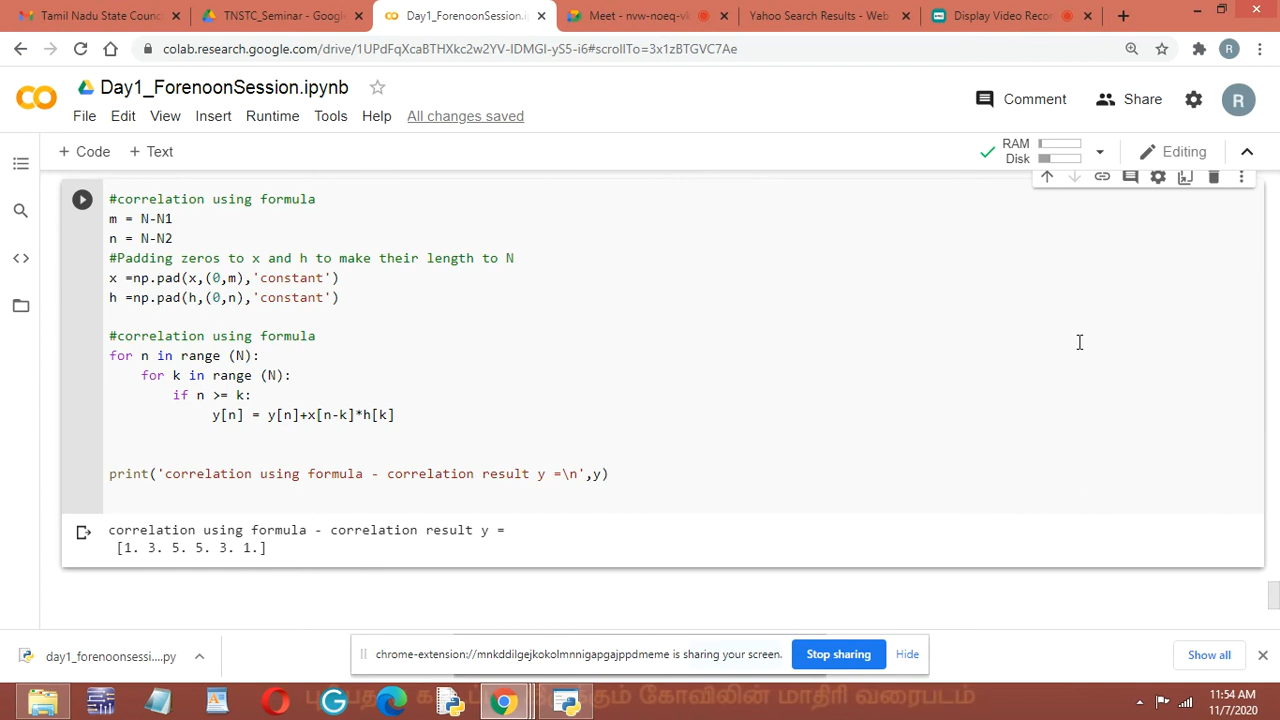 Tamil Nadu State Counc
TNSTC_Seminar - Google
Day1_ForenoonSession.i
Meet - nvw-noeq-vk
Yahoo Search Results - Web
Display Video Reco
colab.research.google.com/drive/1UPdFqXcaBTHXkc2w2YV-IDMGI-yS5-i6#scrollTo=3x1zBTGVC7Ae
R
CO
Day1_ForenoonSession.ipynb
Comment
Share
R
File Edit View Insert Runtime Tools Help All changes saved
+ Code + Text
RAM
Disk
Editing
#correlation using formula
m = N-N1
n = N-N2
#Padding zeros to x and h to make their length to N
x =np.pad(x,(0,m),'constant')
h =np.pad(h,(0,n),'constant')
#correlation using formula
for n in range (N):
for k in range (N):
if n >= k:
y[n] = y[n]+x[n-k]*h[k]
print('correlation using formula - correlation result y =\n',y)
correlation using formula - correlation result y =
[1. 3. 5. 5. 3. 1.]
day1_forenoonsessi....py
chrome-extension://mnkddilgejkokolmnnigapgajppdmeme is sharing your screen.
Stop sharing
Hide
Show all
கோவிலின் மாதிரி வரைபடம்
11:54 AM
11/7/2020